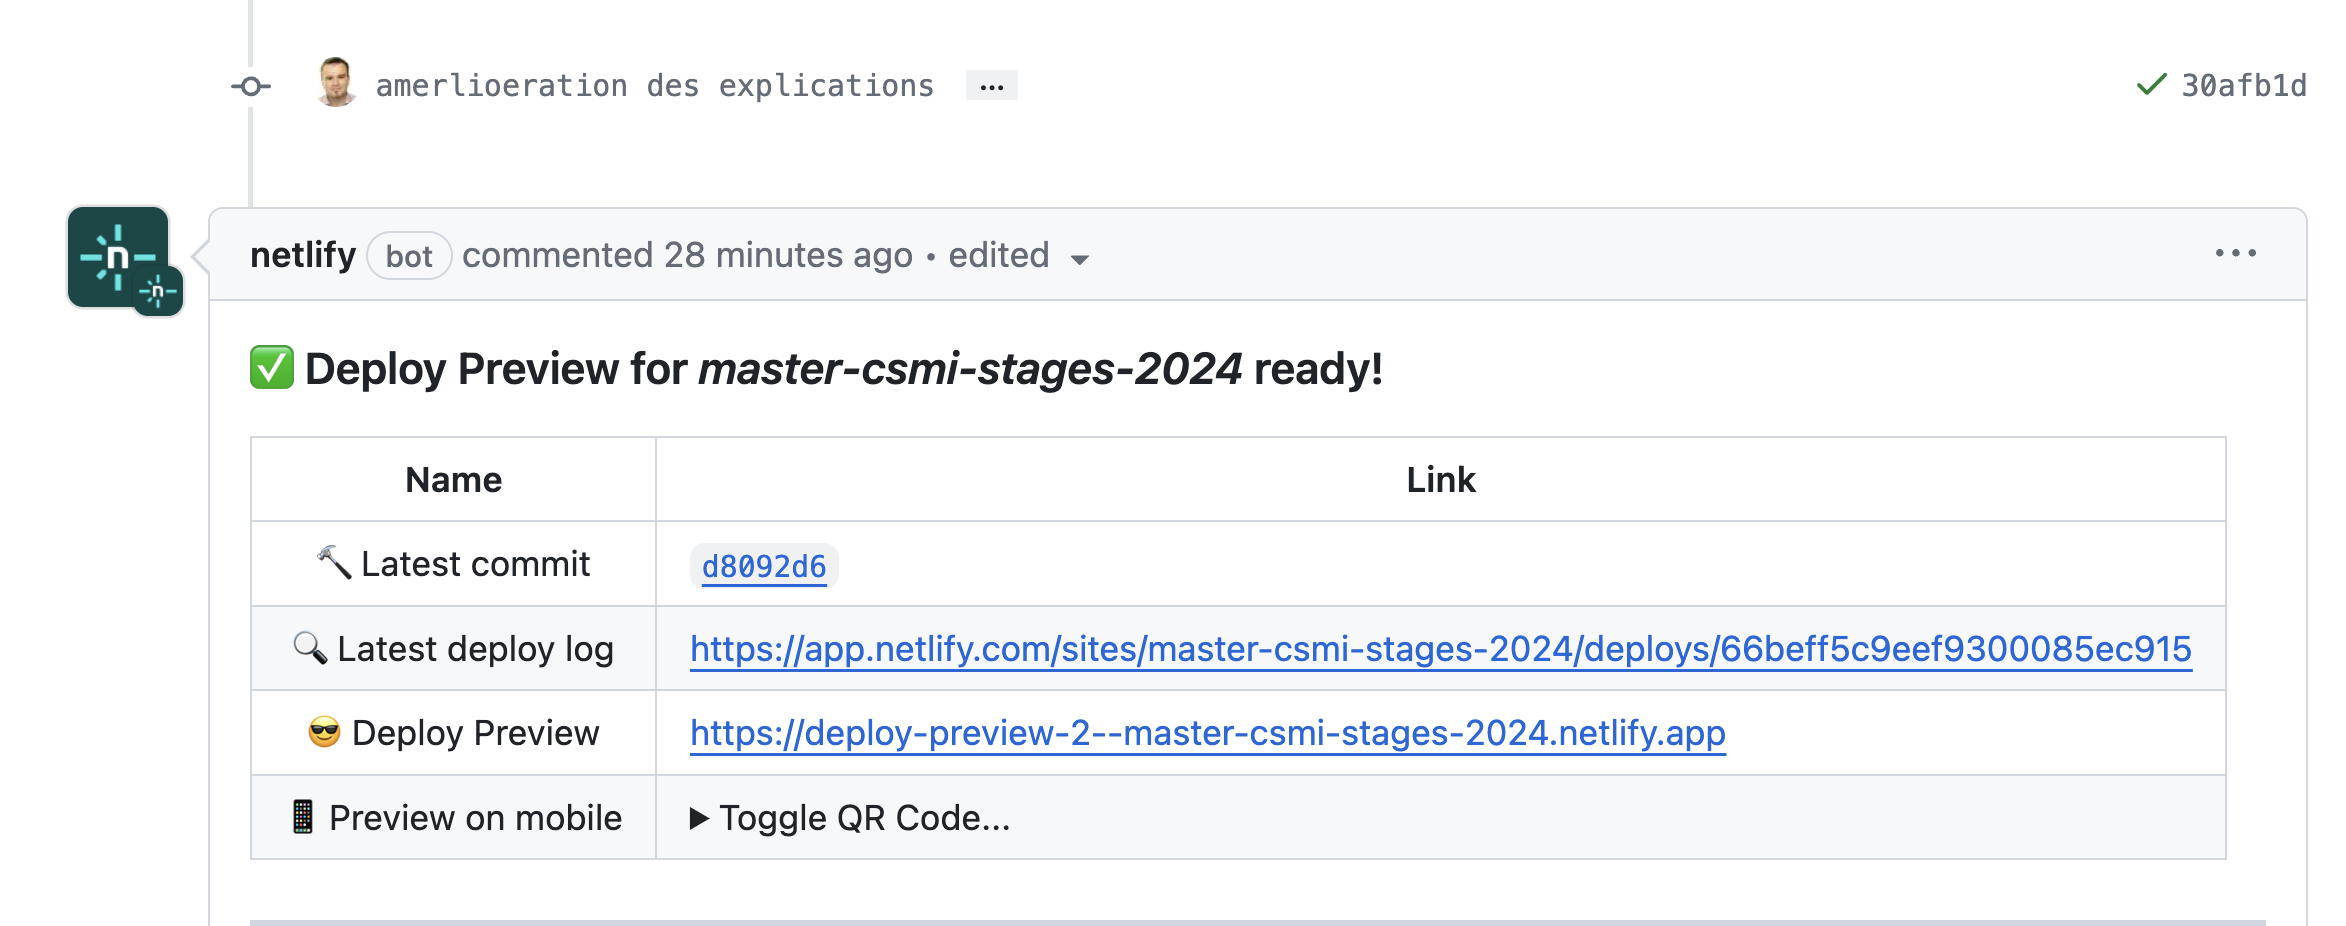 amerlioeration des explications ... 30afb1d
netlify bot commented 28 minutes ago • edited
✅ Deploy Preview for master-csmi-stages-2024 ready!
Name Link
🔨 Latest commit d8092d6
🔍 Latest deploy log https://app.netlify.com/sites/master-csmi-stages-2024/deploys/66beff5c9eef9300085ec915
😎 Deploy Preview https://deploy-preview-2--master-csmi-stages-2024.netlify.app
📱 Preview on mobile ▶ Toggle QR Code...